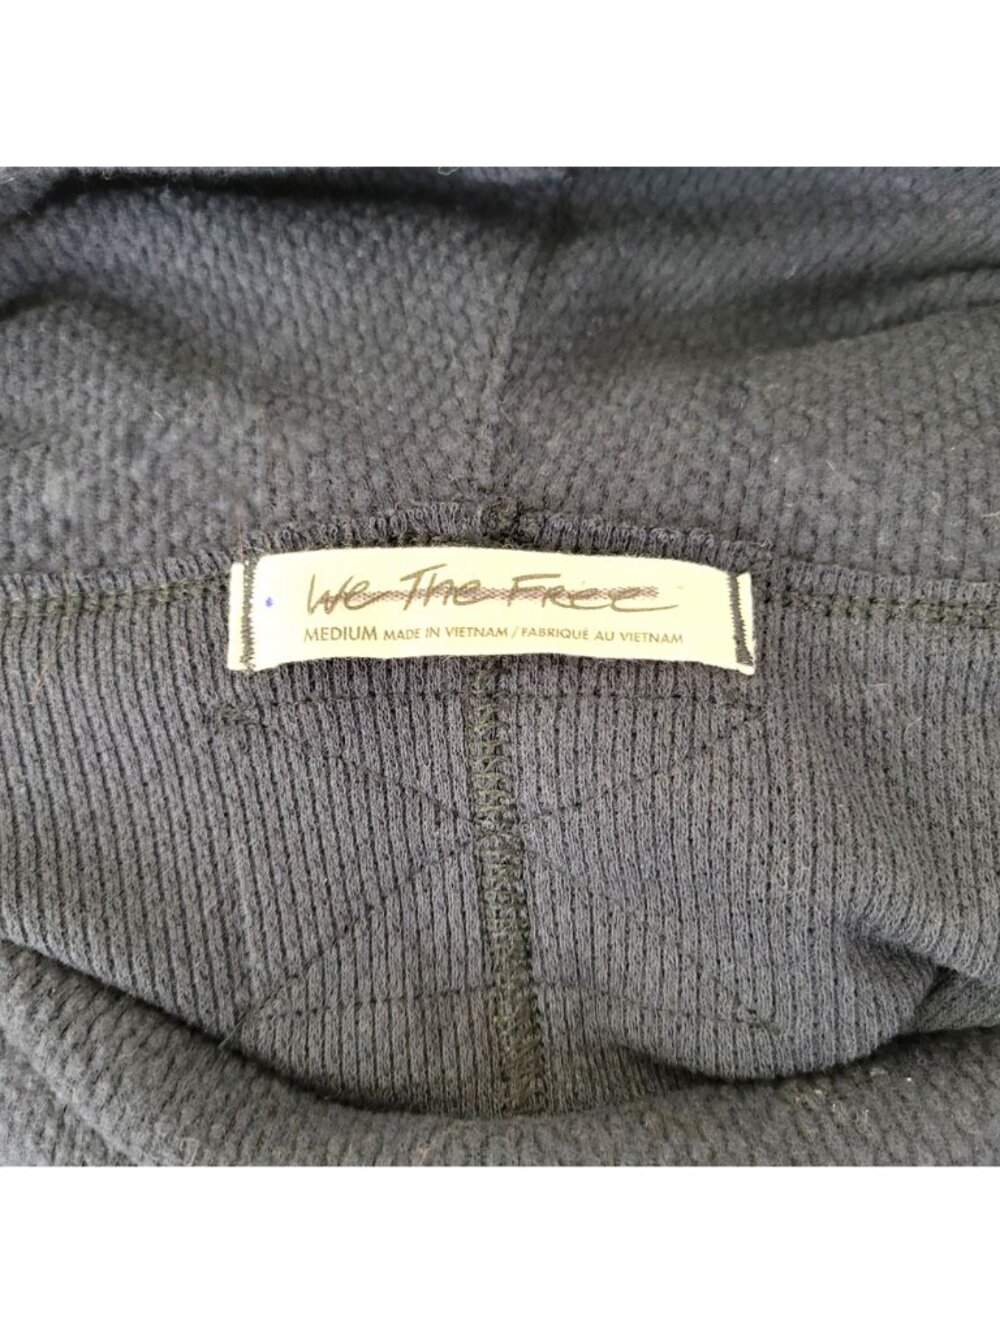 We The Free
MEDIUM MADE IN VIETNAM / FABRIQUÉ AU VIETNAM